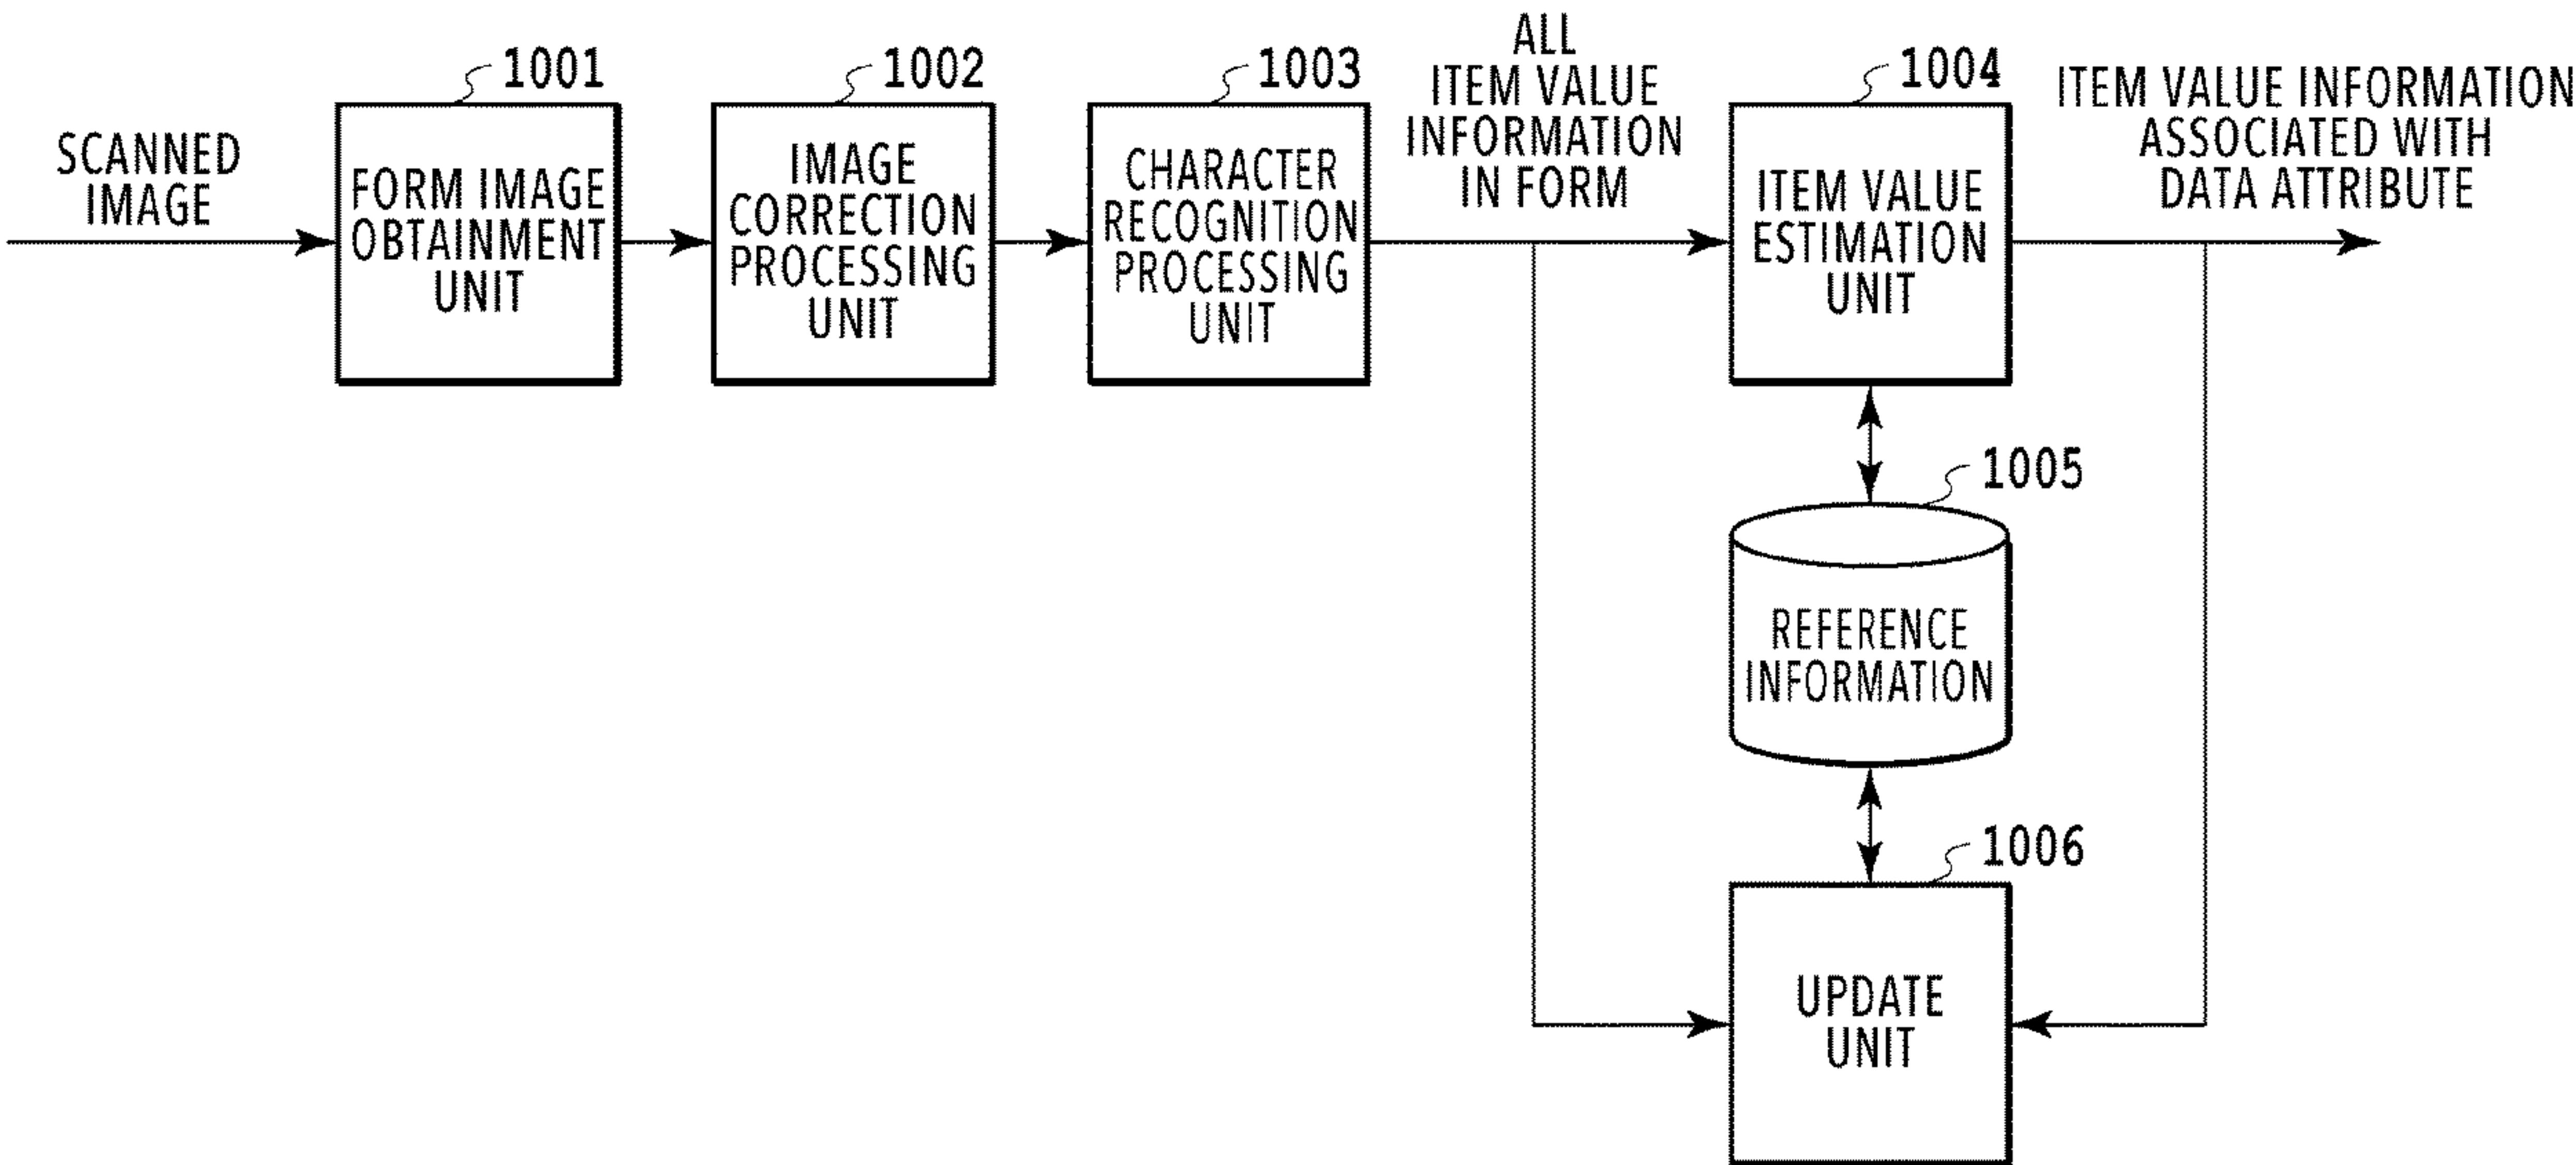 SCANNED
IMAGE
1001
FORM IMAGE
OBTAINMENT
UNIT
1002
IMAGE
CORRECTION
PROCESSING
UNIT
1003
CHARACTER
RECOGNITION
PROCESSING
UNIT
ALL
ITEM VALUE
INFORMATION
IN FORM
1004
ITEM VALUE
ESTIMATION
UNIT
ITEM VALUE INFORMATION
ASSOCIATED WITH
DATA ATTRIBUTE
1005
REFERENCE
INFORMATION
1006
UPDATE
UNIT